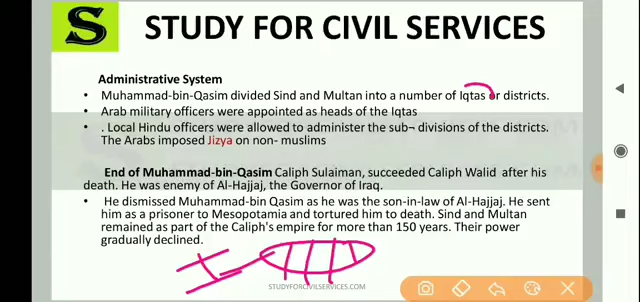 S STUDY FOR CIVIL SERVICES
Administrative System
• Muhammad-bin-Qasim divided Sind and Multan into a number of Iqtas or districts.
• Arab military officers were appointed as heads of the Iqtas
• . Local Hindu officers were allowed to administer the sub¬ divisions of the districts.
The Arabs imposed Jizya on non- muslims
End of Muhammad-bin-Qasim Caliph Sulaiman, succeeded Caliph Walid after his
death. He was enemy of Al-Hajjaj, the Governor of Iraq.
• He dismissed Muhammad-bin Qasim as he was the son-in-law of Al-Hajjaj. He sent
him as a prisoner to Mesopotamia and tortured him to death. Sind and Multan
remained as part of the Caliph's empire for more than 150 years. Their power
gradually declined.
STUDYFORCIVILSERVICES.COM